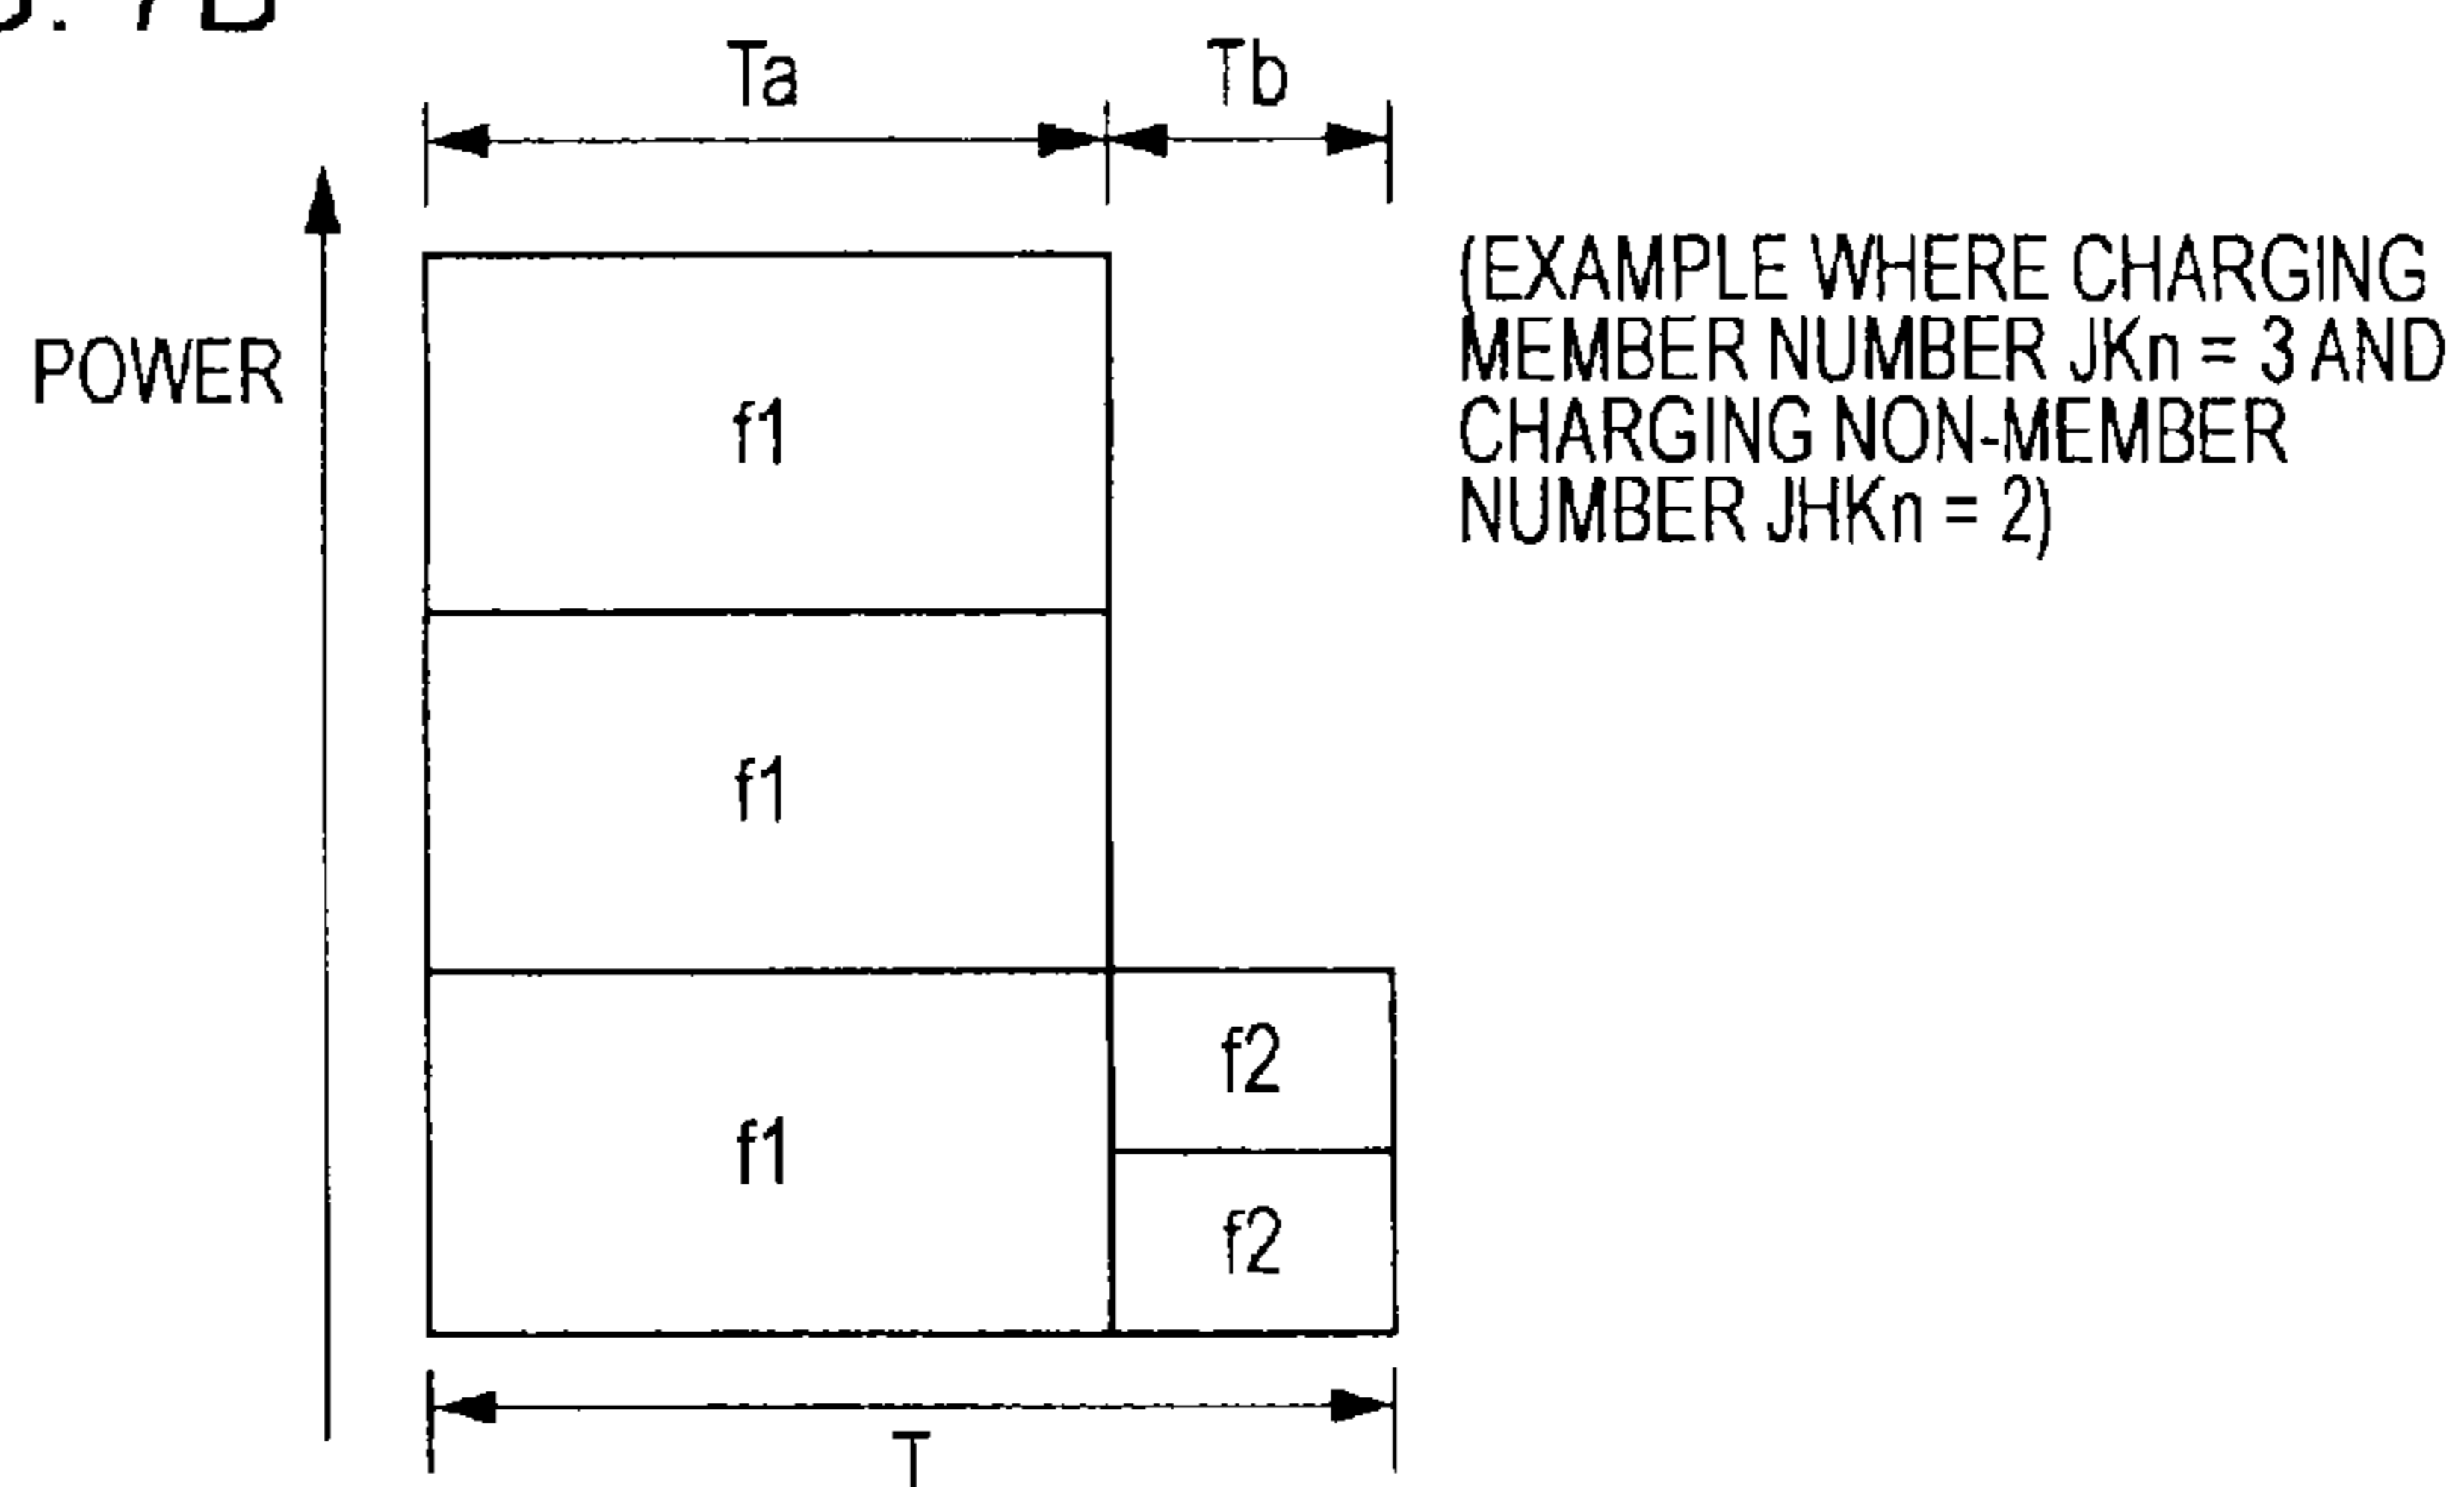 7B
Ta
Tb
POWER
(EXAMPLE WHERE CHARGING
MEMBER NUMBER JKn = 3 AND
CHARGING NON-MEMBER
NUMBER JHKn = 2)
f1
f1
f1
f2
f2
T